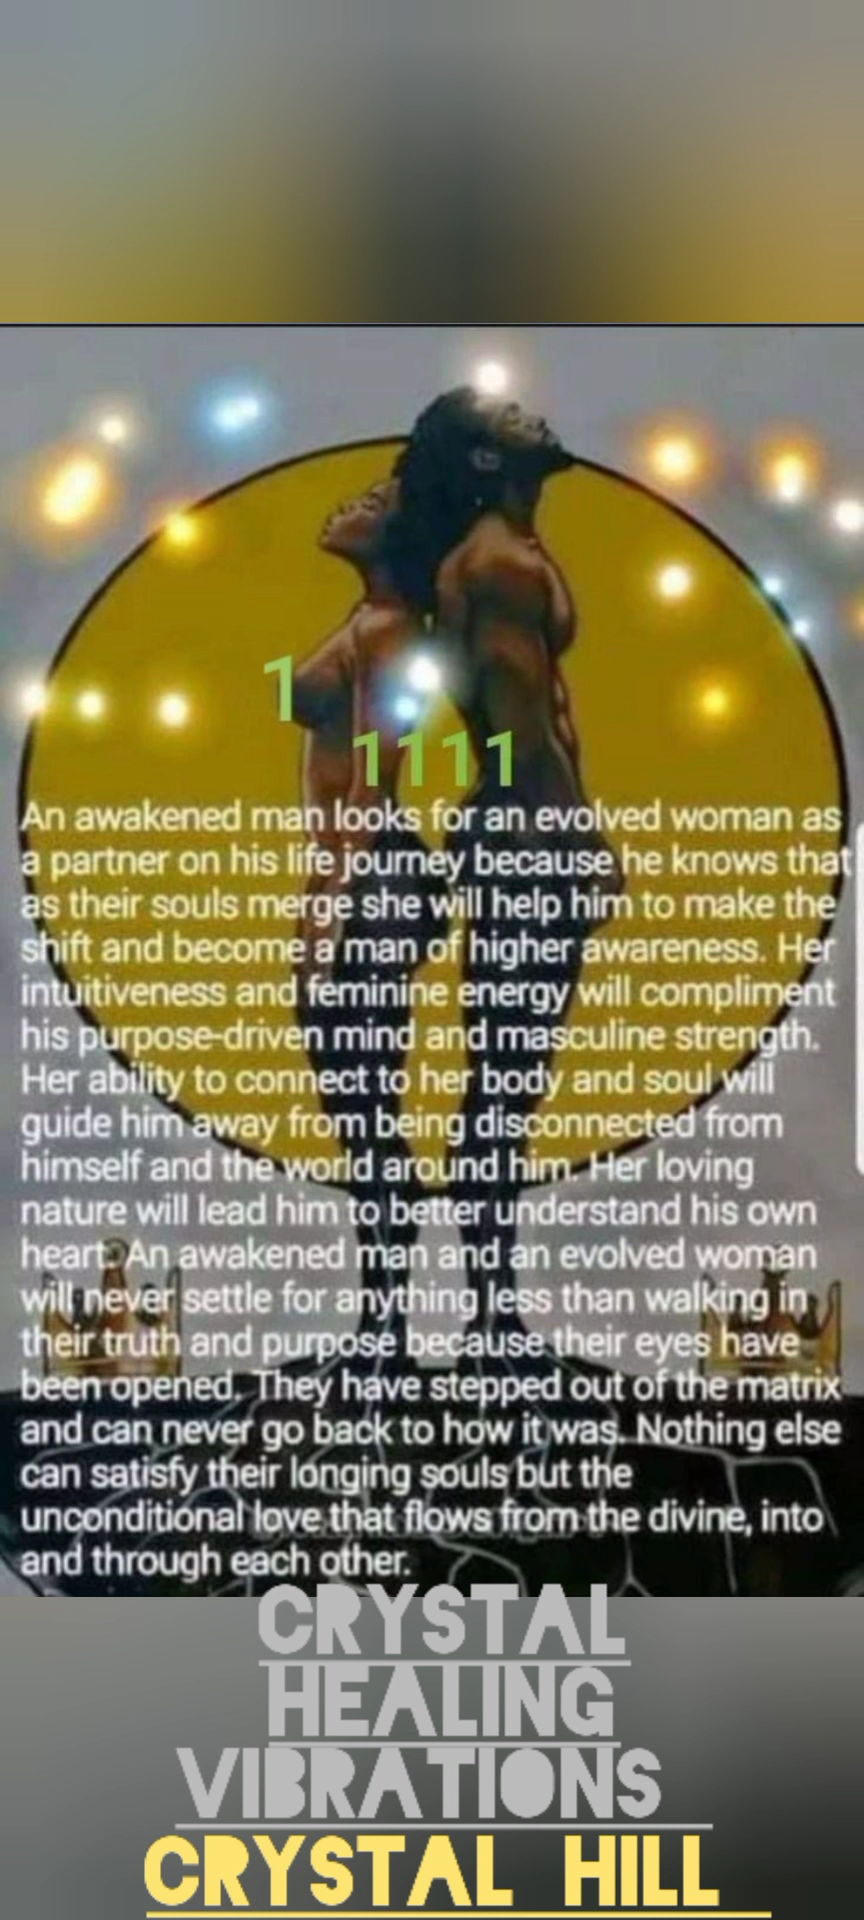 1
1111
An awakened man looks for an evolved woman as
a partner on his life journey because he knows that
as their souls merge she will help him to make the
shift and become a man of higher awareness. Her
intuitiveness and feminine energy will compliment
his purpose-driven mind and masculine strength.
Her ability to connect to her body and soul will
guide him away from being disconnected from
himself and the world around him. Her loving
nature will lead him to better understand his own
heart. An awakened man and an evolved woman
will never settle for anything less than walking in
their truth and purpose because their eyes have
been opened. They have stepped out of the matrix
and can never go back to how it was. Nothing else
can satisfy their longing souls but the
unconditional love that flows from the divine, into
and through each other.
CRYSTAL
HEALING
VIBRATIONS
CRYSTAL HILL